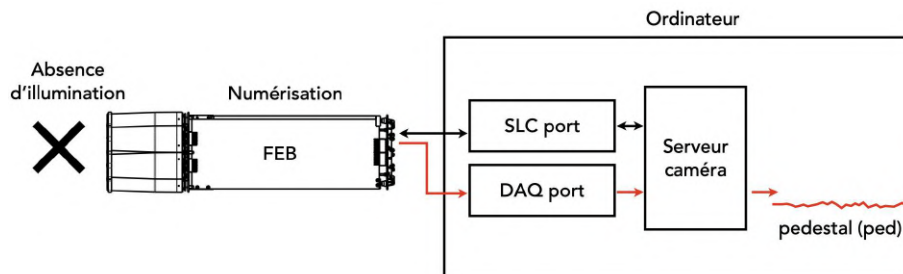 Ordinateur
Absence
d'illumination
Numérisation
FEB
SLC port
DAQ port
Serveur
caméra
pedestal (ped)